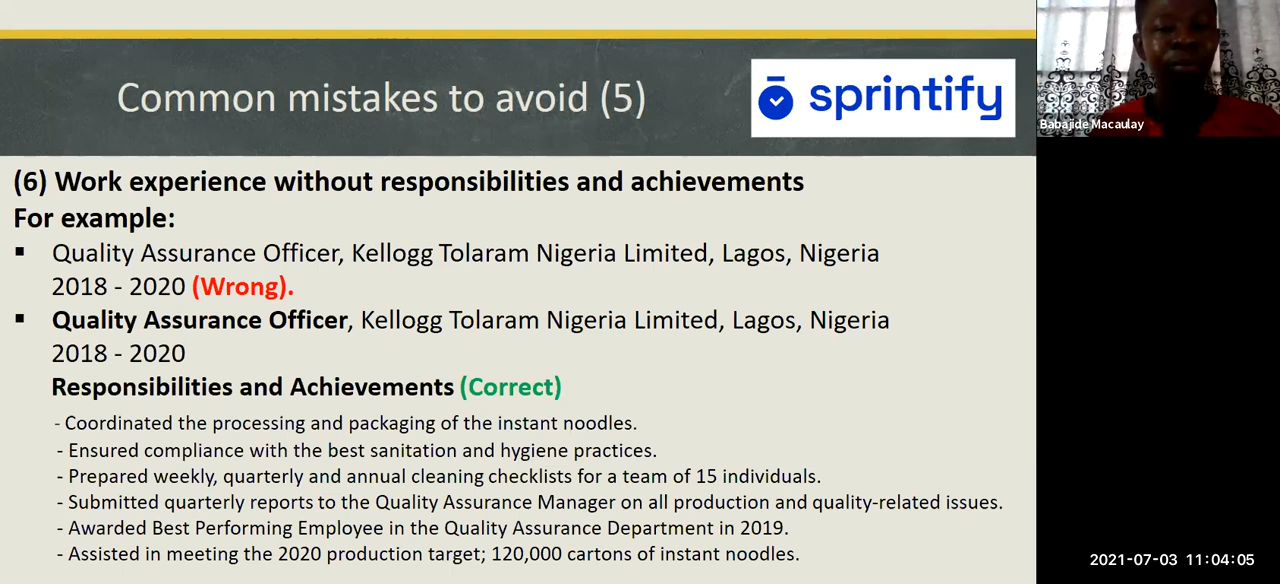 Common mistakes to avoid (5)
sprintify
Babajide Macaulay
(6) Work experience without responsibilities and achievements
For example:
▪ Quality Assurance Officer, Kellogg Tolaram Nigeria Limited, Lagos, Nigeria
2018 - 2020 (Wrong).
▪ Quality Assurance Officer, Kellogg Tolaram Nigeria Limited, Lagos, Nigeria
2018 - 2020
Responsibilities and Achievements (Correct)
- Coordinated the processing and packaging of the instant noodles.
- Ensured compliance with the best sanitation and hygiene practices.
- Prepared weekly, quarterly and annual cleaning checklists for a team of 15 individuals.
- Submitted quarterly reports to the Quality Assurance Manager on all production and quality-related issues.
- Awarded Best Performing Employee in the Quality Assurance Department in 2019.
- Assisted in meeting the 2020 production target; 120,000 cartons of instant noodles.
2021-07-03 11:04:05